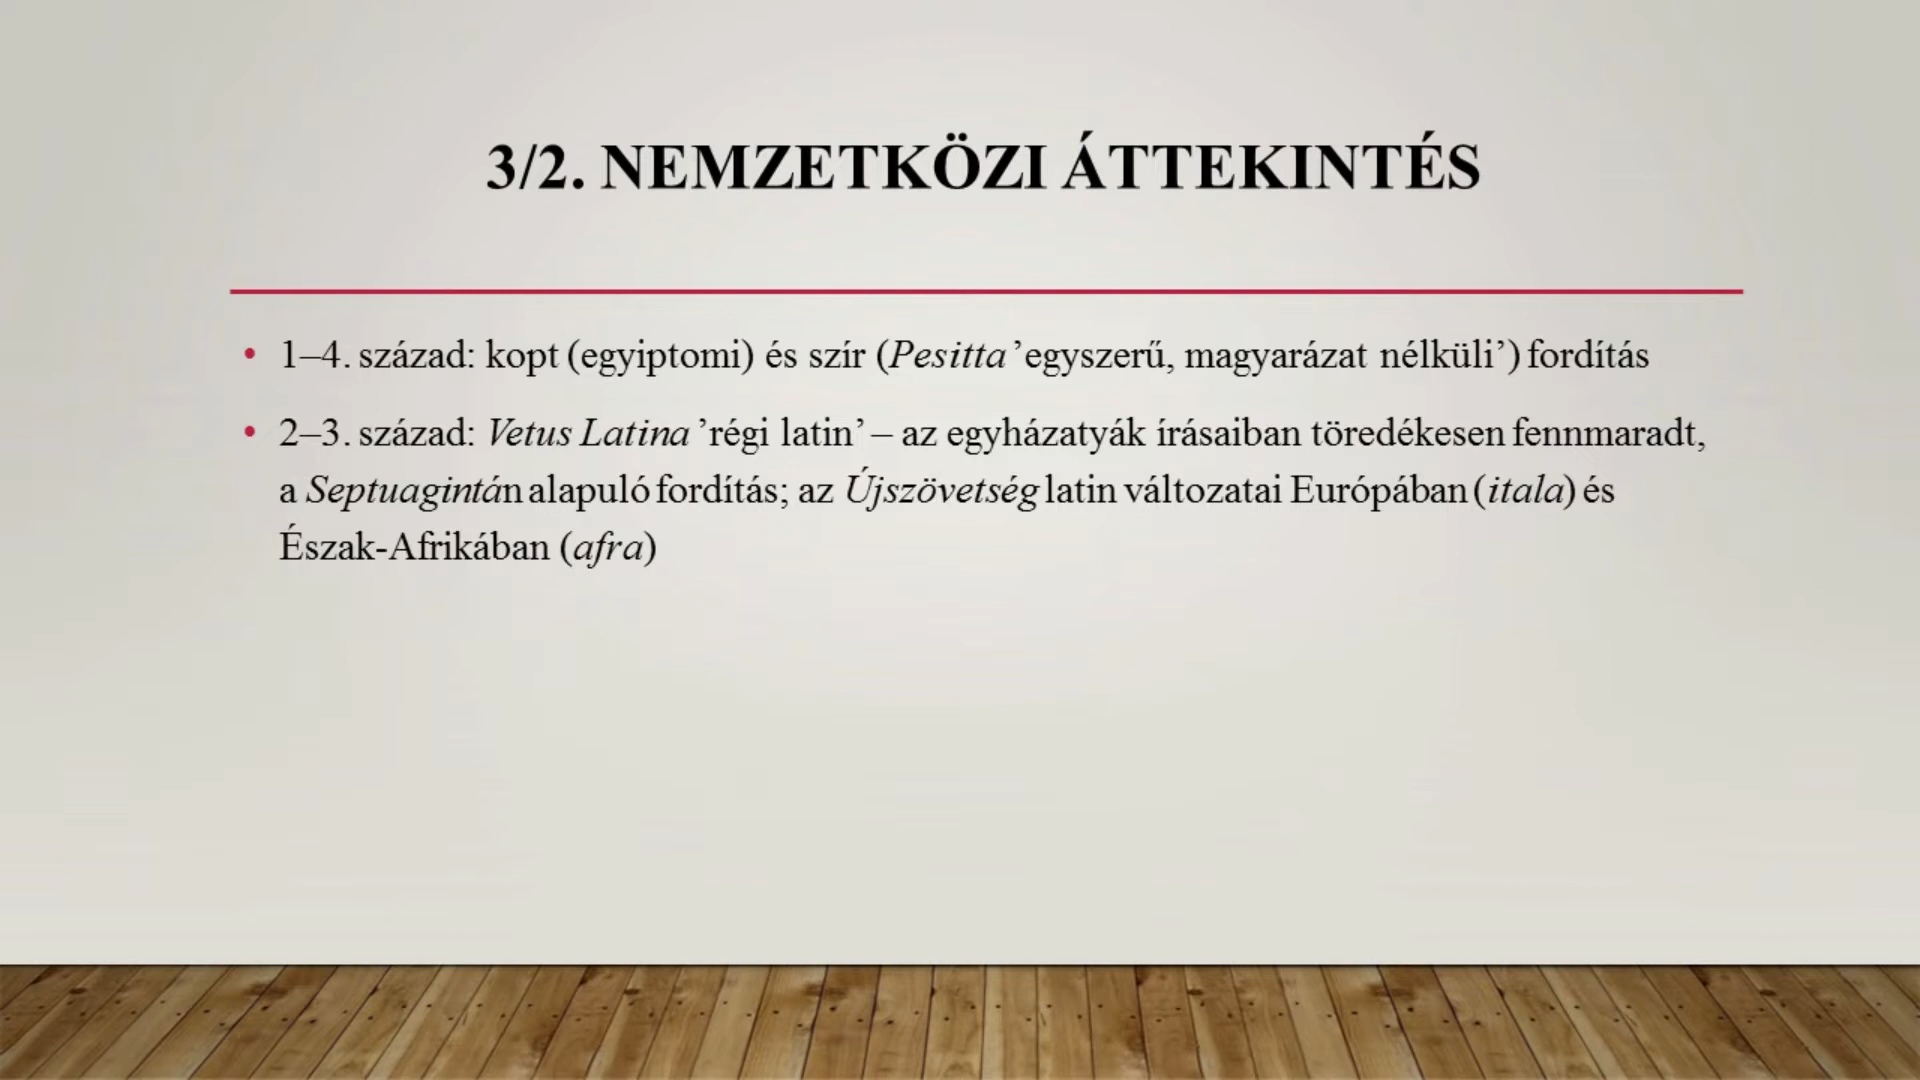 3/2. NEMZETKÖZI ÁTTEKINTÉS
• 1–4. század: kopt (egyiptomi) és szír (Pesitta ’egyszerű, magyarázat nélküli’) fordítás
• 2–3. század: Vetus Latina ’régi latin’ – az egyházatyák írásaiban töredékesen fennmaradt,
a Septuagintán alapuló fordítás; az Újszövetség latin változatai Európában (itala) és
Észak-Afrikában (afra)